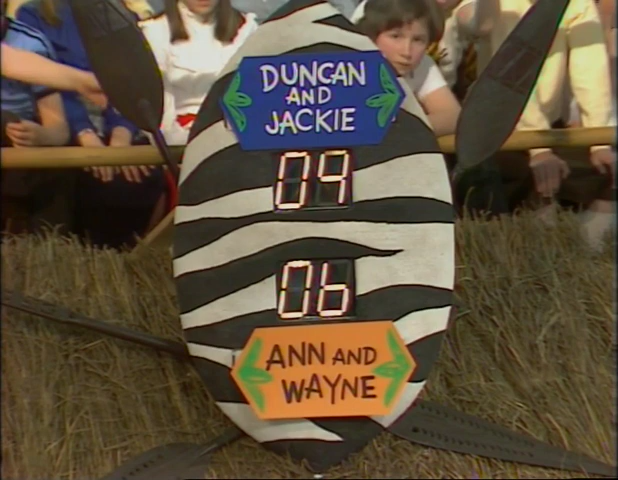 DUNCAN
AND
JACKIE
09
06
ANN AND
WAYNE